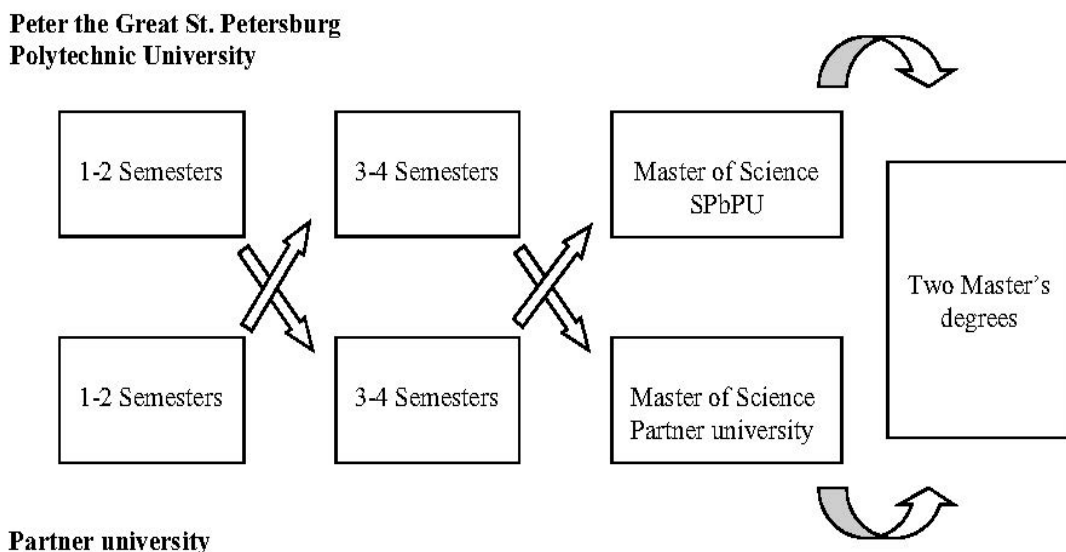 Peter the Great St. Petersburg
Polytechnic University
1-2 Semesters
3-4 Semesters
Master of Science
SPbPU
Two Master's
degrees
1-2 Semesters
3-4 Semesters
Master of Science
Partner university
Partner university